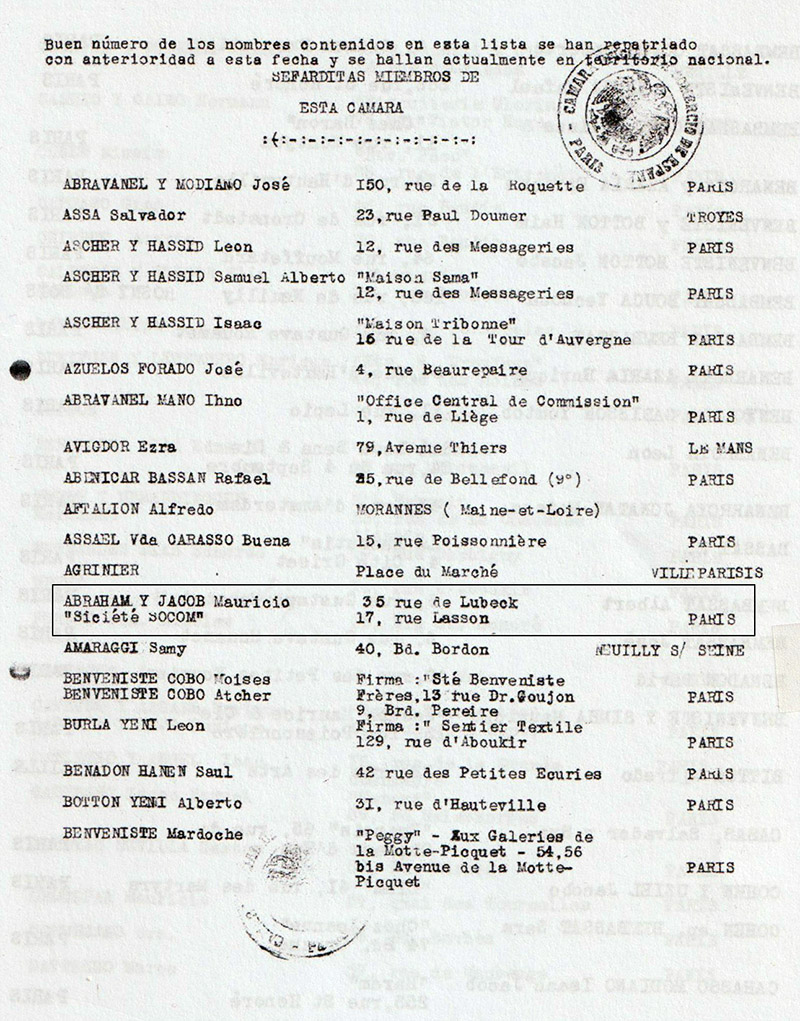 Buen número de los nombres contenidos en esta lista se han repatriado
con anterioridad a esta fecha y se hallan actualmente en territorio nacional.
SEFARDITAS MIEMBROS DE
ESTA CAMARA
:-(-:-:-:-:-:-:-:-:-:
ABRAVANEL Y MODIANO José 150, rue de la Roquette PARIS
ASSA Salvador 23,rue Paul Doumer TROYES
ASCHER Y HASSID Leon 12, rue des Messageries PARIS
ASCHER Y HASSID Samuel Alberto "Maison Sama"
12, rue des Messageries PARIS
ASCHER Y HASSID Isaac "Maison Tribonne"
16 rue de la Tour d'Auvergne PARIS
AZUELOS FORADO José 4, rue Beaurepaire PARIS
ABRAVANEL MANO Ihno "Office Central de Commission"
1, rue de Liège PARIS
AVIGDOR Ezra 79,Avenue Thiers LE MANS
ABENICAR BASSAN Rafael 25,rue de Bellefond (9º) PARIS
AFTALION Alfredo MORANNES ( Maine-et-Loire)
ASSAEL Vda CARASSO Buena 15, rue Poissonnière PARIS
AGRINIER Place du Marché VILLEPARISIS
ABRAHAM Y JACOB Mauricio 35 rue de Lubeck
"Siciété SOCOM" 17, rue Lasson PARIS
AMARAGGI Samy 40, Bd. Bordon NEUILLY S/ SEINE
BENVENISTE COBO Moises Firma :"Sté Benveniste
BENVENISTE COBO Atcher Frères,13 rue Dr.Goujon PARIS
9, Brd. Pereire
BURLA YENI Leon Firma :" Sentier Textile
129, rue d'Aboukir PARIS
BENADON HANEN Saul 42 rue des Petites Ecuries PARIS
BOTTON YENI Alberto 31, rue d'Hauteville PARIS
BENVENISTE Mardoche "Peggy" - Aux Galeries de
la Motte-Picquet - 54,56
bis Avenue de la Motte- PARIS
Picquet